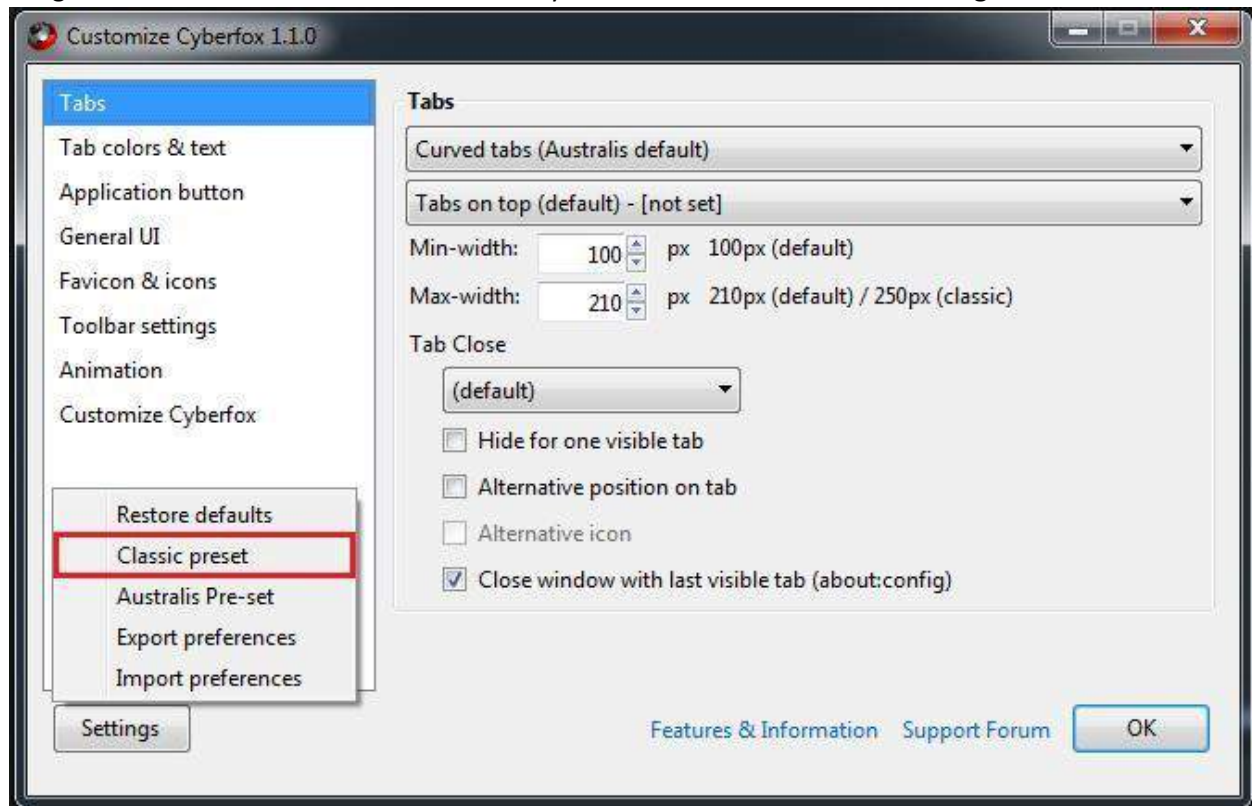 Customize Cyberfox 1.1.0
Tabs
Tab colors & text
Application button
General UI
Favicon & icons
Toolbar settings
Animation
Customize Cyberfox
Restore defaults
Classic preset
Australis Pre-set
Export preferences
Import preferences
Settings
Tabs
Curved tabs (Australis default)
Tabs on top (default) - [not set]
Min-width: 100 px 100px (default)
Max-width: 210 px 210px (default) / 250px (classic)
Tab Close
(default)
Hide for one visible tab
Alternative position on tab
Alternative icon
Close window with last visible tab (about:config)
Features & Information Support Forum OK